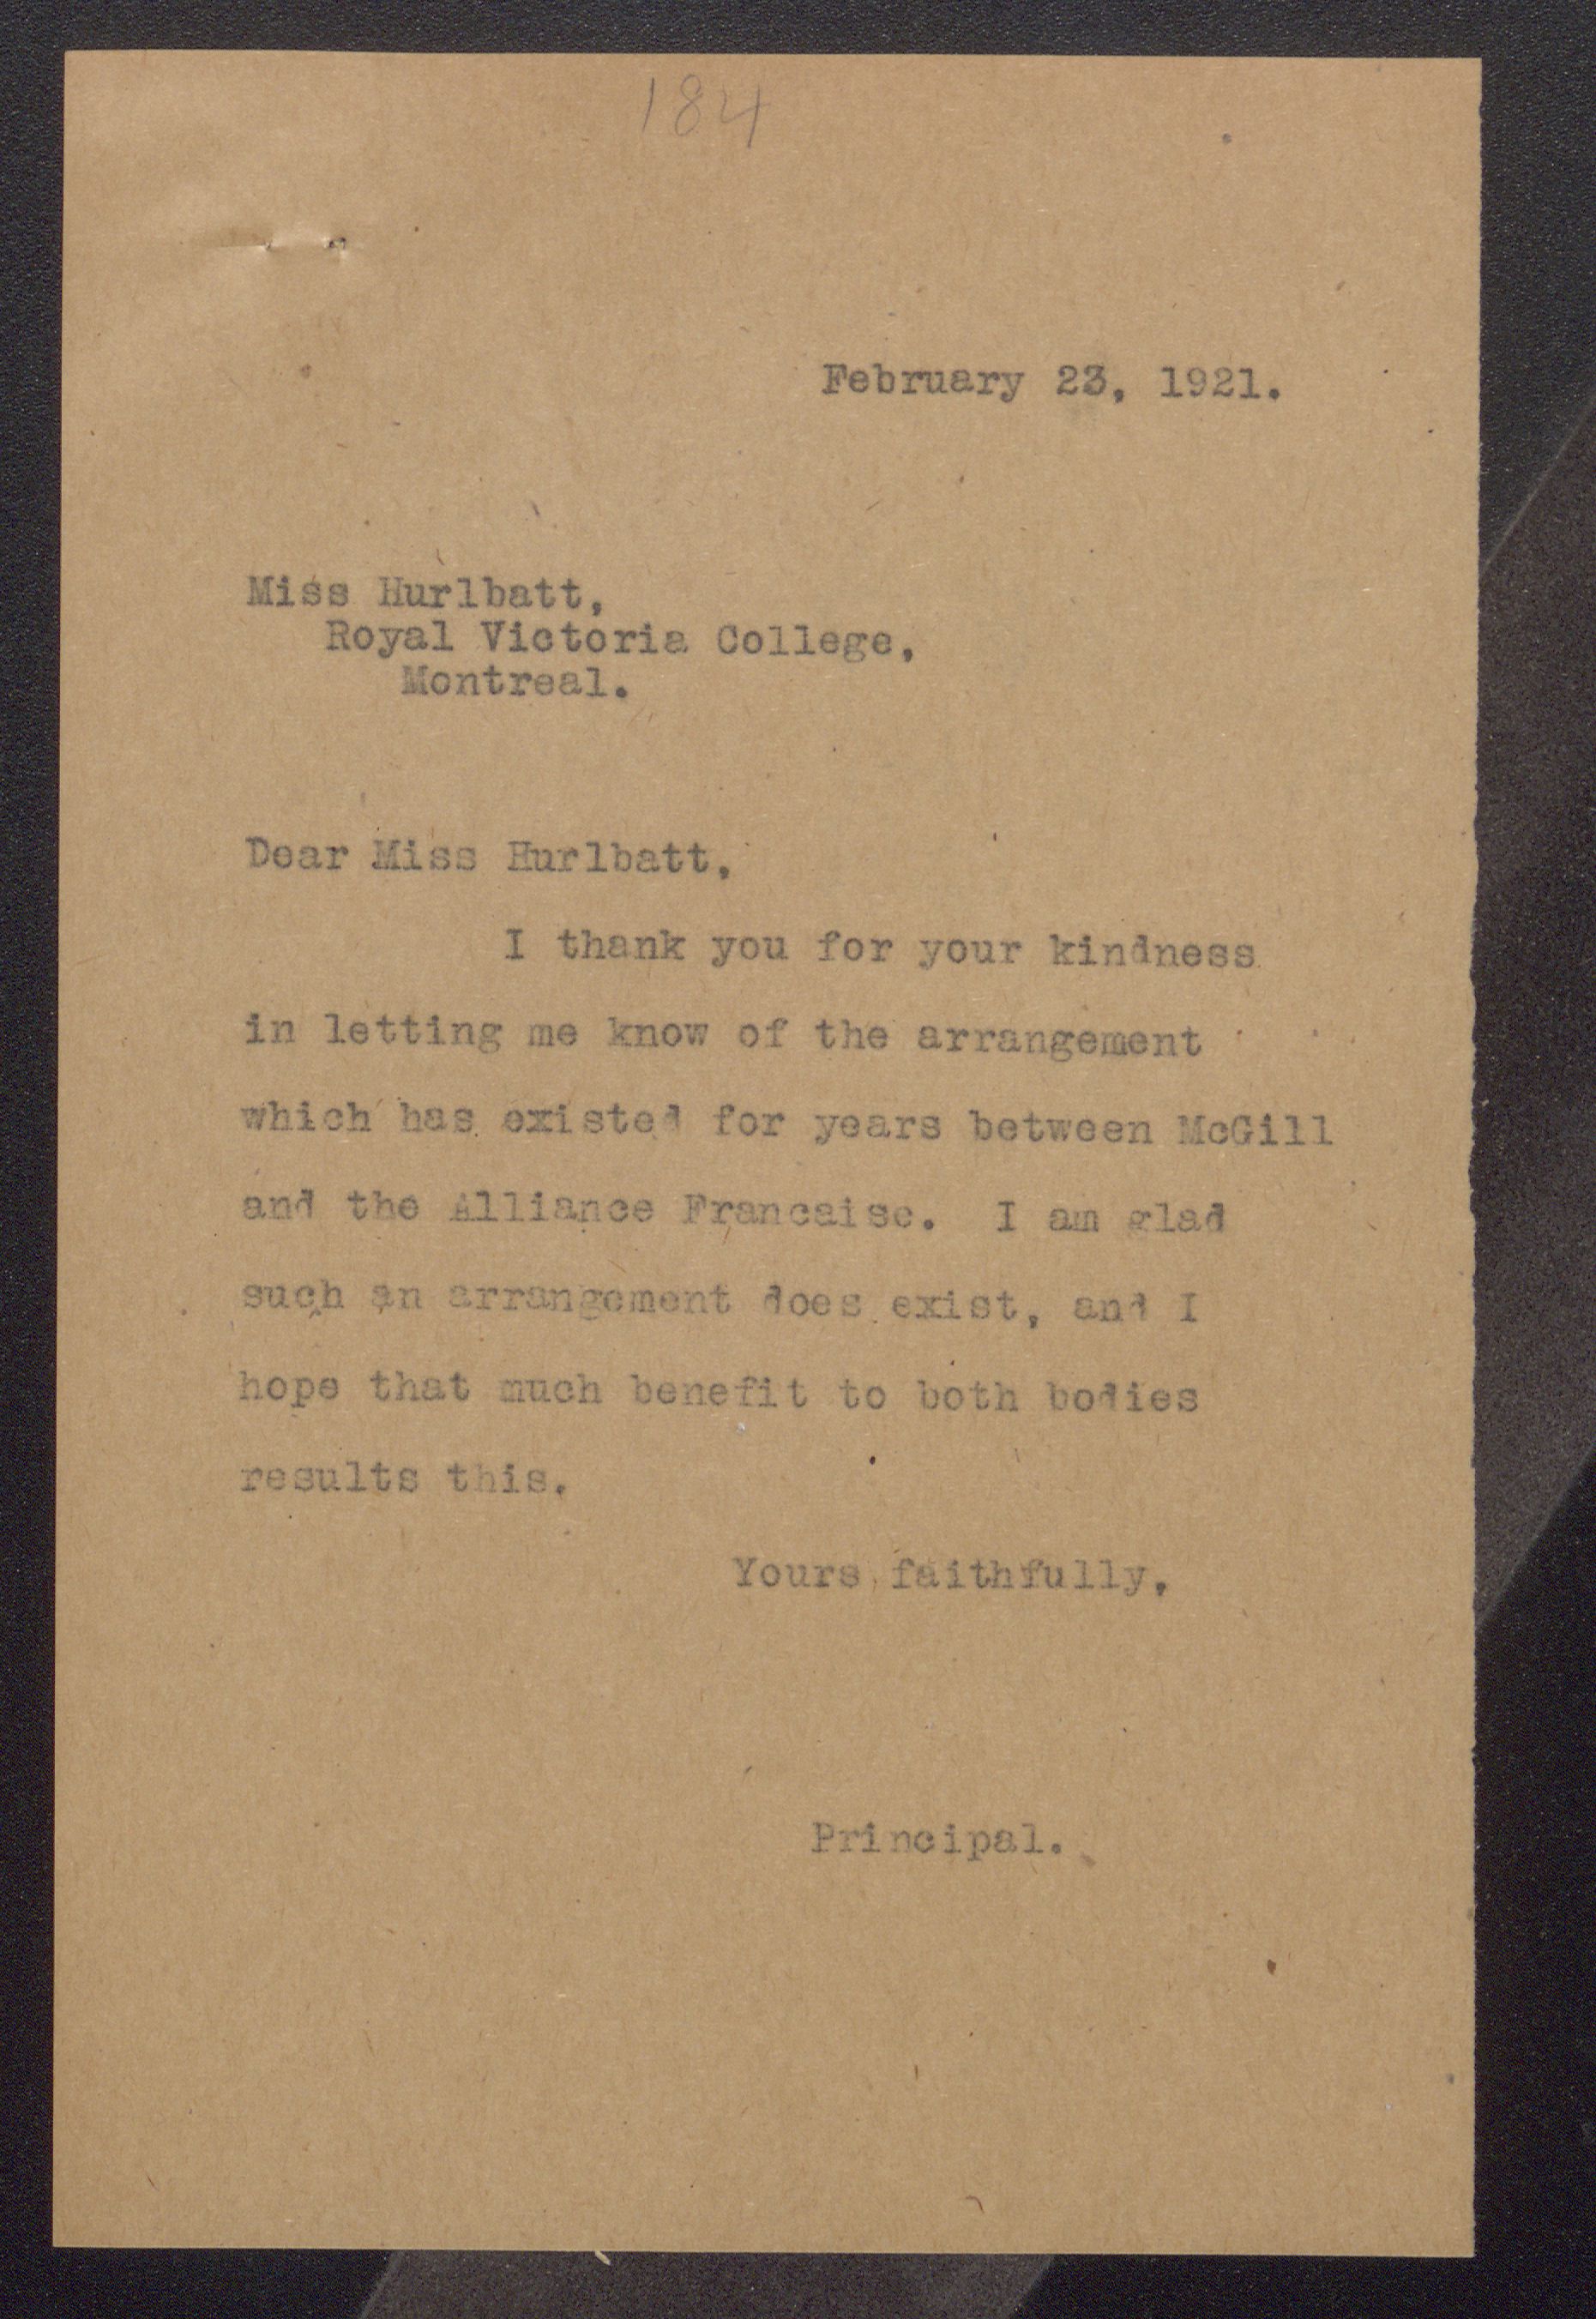 184
February 23, 1921.
Miss Hurlbatt,
Royal Victoria College,
Montreal.
Dear Miss Hurlbatt,
I thank you for your kindness
in letting me know of the arrangement
which has existed for years between McGill
and the Alliance Francaise. I am glad
such an arrangement does exist, and I
hope that much benefit to both bodies
results this.
Yours faithfully,
Principal.